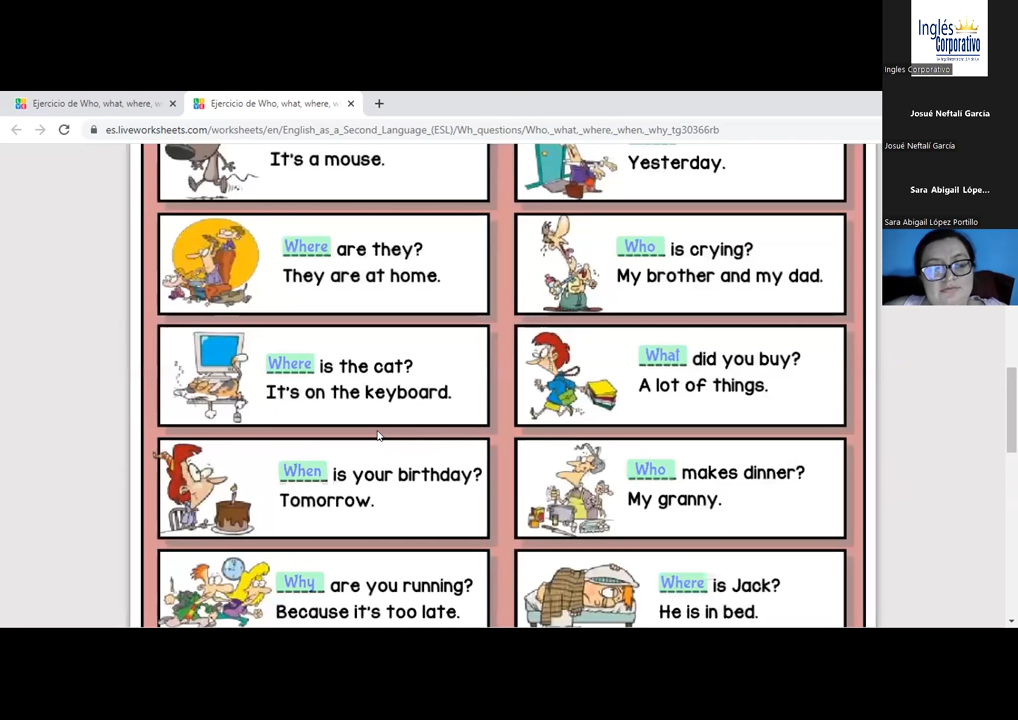 Inglés
Corporativo
Ingles Corporativo
Josué Neftalí García
Josué Neftalí García
Sara Abigail Lópe...
Sara Abigail López Portillo
Ejercicio de Who, what, where, w
Ejercicio de Who, what, where, w
es.liveworksheets.com/worksheets/en/English_as_a_Second_Language_(ESL)/Wh_questions/Who,_what,_where,_when,_why_tg30366rb
It's a mouse.
Yesterday.
Where are they?
They are at home.
Who is crying?
My brother and my dad.
Where is the cat?
It's on the keyboard.
What did you buy?
A lot of things.
When is your birthday?
Tomorrow.
Who makes dinner?
My granny.
Why are you running?
Because it's too late.
Where is Jack?
He is in bed.